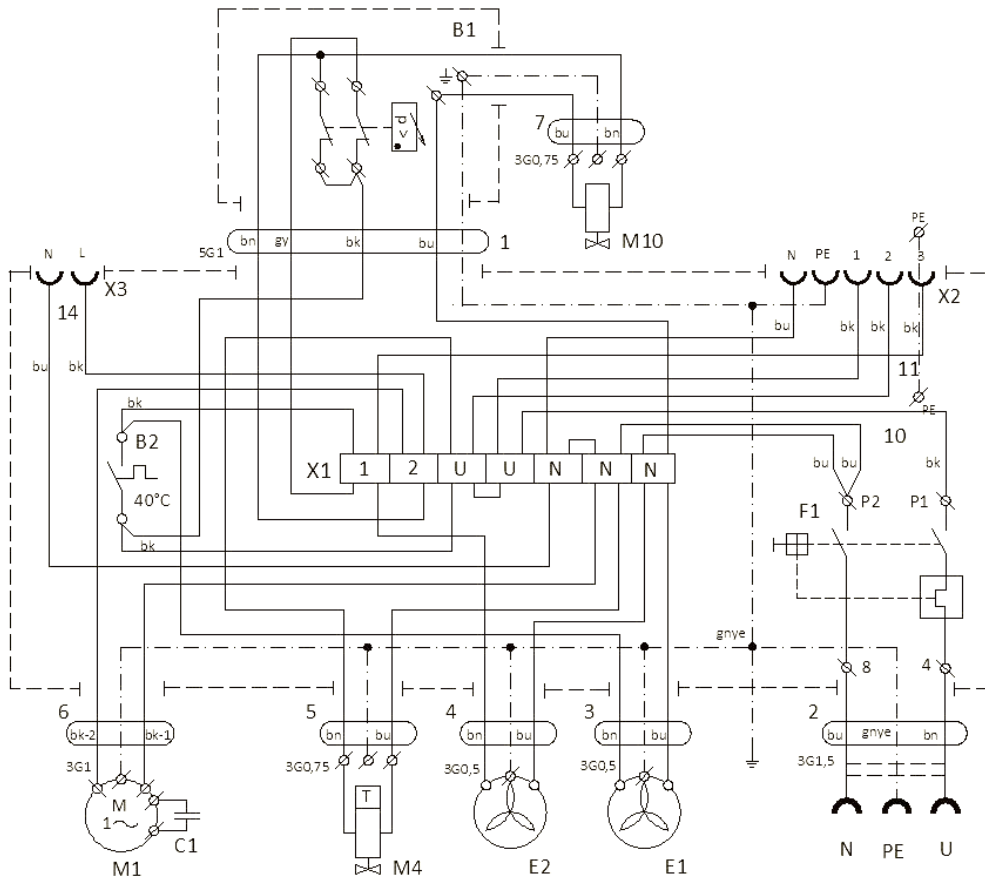 B1
7
bu bn
3G0,75
M10
P >
5G1
bn gy bk bu
1
N L
X3
14
bu bk
PE
N PE 1 2 3
X2
bu bk bk bk
11
PE
10
bk
B2
40°C
bk
X1 1 2 U U N N N
bu bu bk
P2 P1
F1
gnye
8 4
6
bk-2 bk-1
3G1
5
bn bu
3G0,75
4
bn bu
3G0,5
3
bn bu
3G0,5
2
bu gnye bn
3G1,5
M
1
C1
M1
T
M4
E2
E1
N PE U